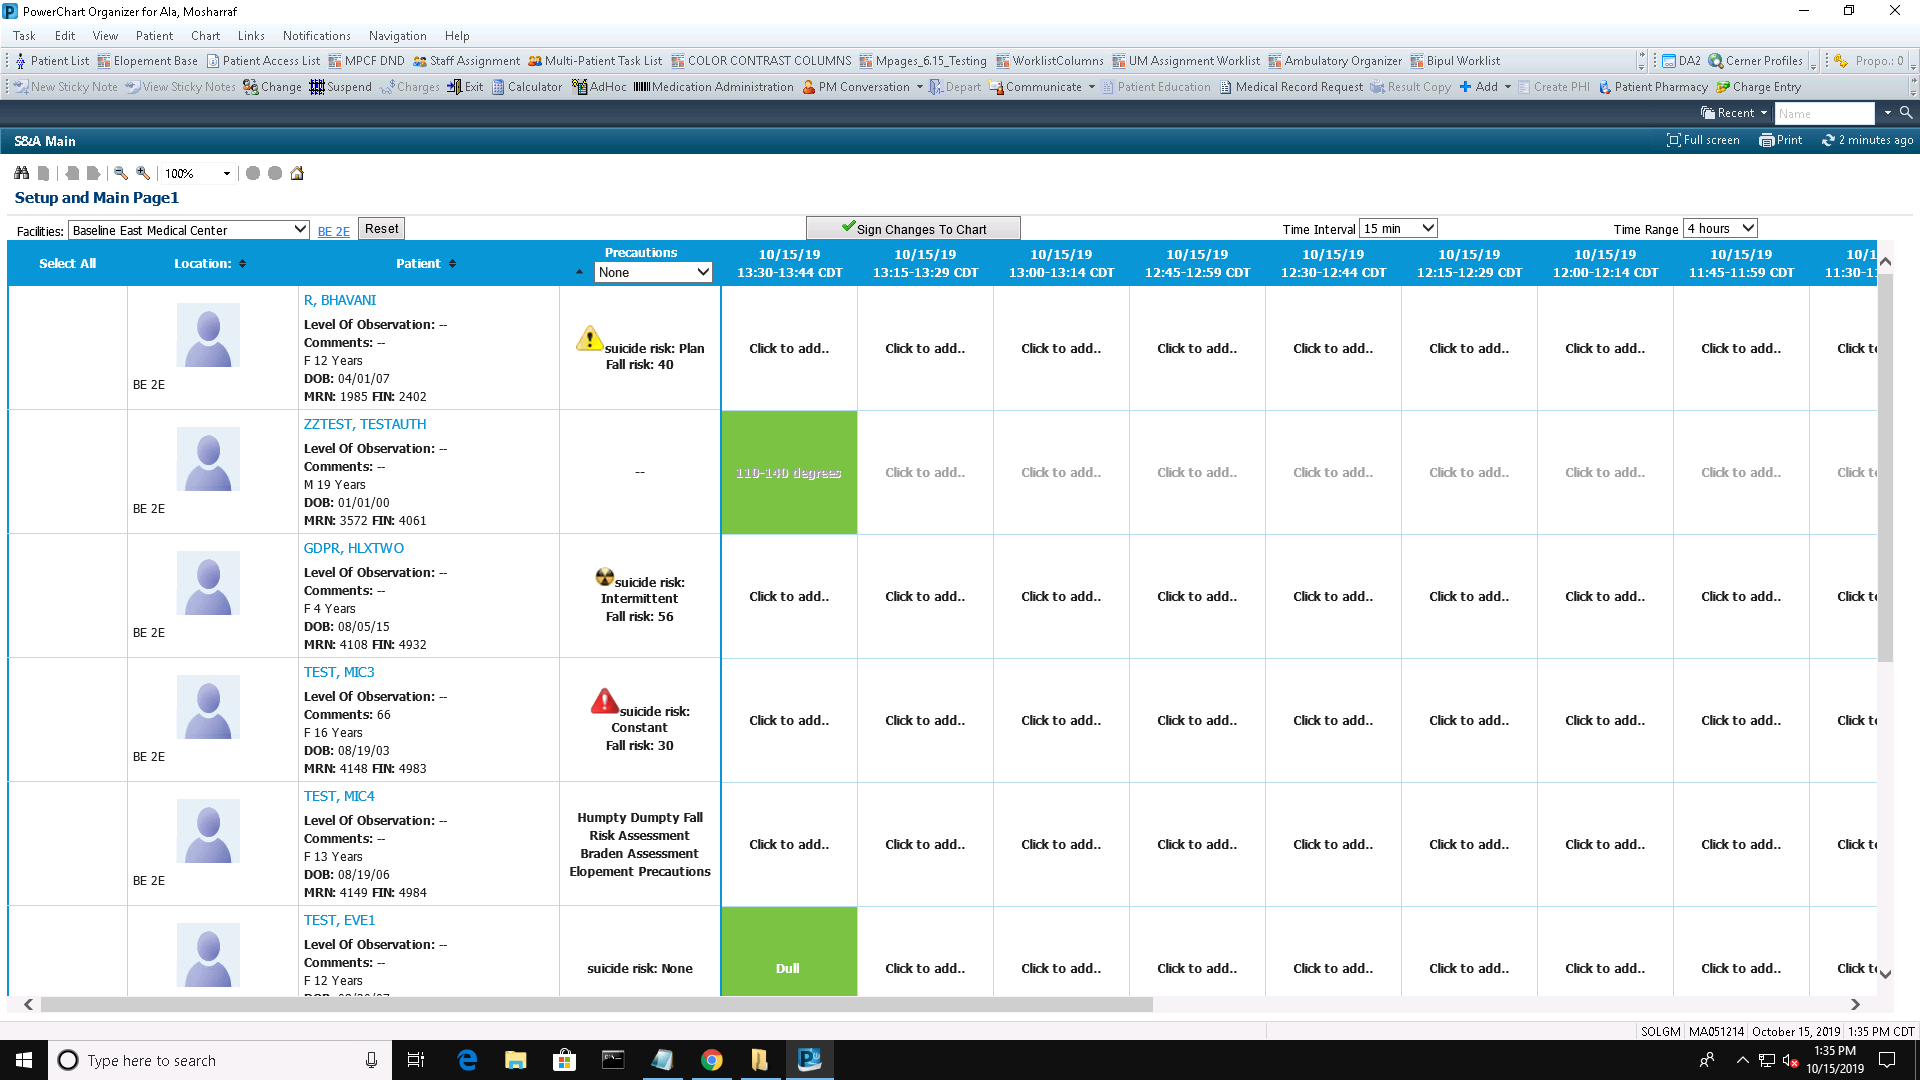 PowerChart Organizer for Ala, Mosharraf
Task Edit View Patient Chart Links Notifications Navigation Help
Patient List Elopement Base Patient Access List MPCF DND Staff Assignment Multi-Patient Task List COLOR CONTRAST COLUMNS Mpages_6.15_Testing WorklistColumns UM Assignment Worklist Ambulatory Organizer Bipul Worklist DA2 Cerner Profiles Propo.: 0
New Sticky Note View Sticky Notes Change Suspend Charges Exit Calculator AdHoc Medication Administration PM Conversation Depart Communicate Patient Education Medical Record Request Result Copy Add Create PHI Patient Pharmacy Charge Entry
Recent Name
S&A Main Full screen Print 2 minutes ago
100%
Setup and Main Page1
Facilities: Baseline East Medical Center BE 2E Reset Sign Changes To Chart Time Interval 15 min Time Range 4 hours
Select All Location: Patient Precautions None
10/15/19 10/15/19 10/15/19 10/15/19 10/15/19 10/15/19 10/15/19 10/15/19 10/1
13:30-13:44 CDT 13:15-13:29 CDT 13:00-13:14 CDT 12:45-12:59 CDT 12:30-12:44 CDT 12:15-12:29 CDT 12:00-12:14 CDT 11:45-11:59 CDT 11:30-1
BE 2E
R, BHAVANI
Level Of Observation: --
Comments: --
F 12 Years
DOB: 04/01/07
MRN: 1985 FIN: 2402
suicide risk: Plan
Fall risk: 40
Click to add.. Click to add.. Click to add.. Click to add.. Click to add.. Click to add.. Click to add.. Click to add.. Click t
BE 2E
ZZTEST, TESTAUTH
Level Of Observation: --
Comments: --
M 19 Years
DOB: 01/01/00
MRN: 3572 FIN: 4061
--
110-140 degrees Click to add.. Click to add.. Click to add.. Click to add.. Click to add.. Click to add.. Click to add.. Click t
BE 2E
GDPR, HLXTWO
Level Of Observation: --
Comments: --
F 4 Years
DOB: 08/05/15
MRN: 4108 FIN: 4932
suicide risk:
Intermittent
Fall risk: 56
Click to add.. Click to add.. Click to add.. Click to add.. Click to add.. Click to add.. Click to add.. Click to add.. Click t
BE 2E
TEST, MIC3
Level Of Observation: --
Comments: 66
F 16 Years
DOB: 08/19/03
MRN: 4148 FIN: 4983
suicide risk:
Constant
Fall risk: 30
Click to add.. Click to add.. Click to add.. Click to add.. Click to add.. Click to add.. Click to add.. Click to add.. Click t
BE 2E
TEST, MIC4
Level Of Observation: --
Comments: --
F 13 Years
DOB: 08/19/06
MRN: 4149 FIN: 4984
Humpty Dumpty Fall
Risk Assessment
Braden Assessment
Elopement Precautions
Click to add.. Click to add.. Click to add.. Click to add.. Click to add.. Click to add.. Click to add.. Click to add.. Click t
TEST, EVE1
Level Of Observation: --
Comments: --
F 12 Years
suicide risk: None
Dull Click to add.. Click to add.. Click to add.. Click to add.. Click to add.. Click to add.. Click to add.. Click t
SOLGM MA051214 October 15, 2019 1:35 PM CDT
Type here to search
1:35 PM
10/15/2019